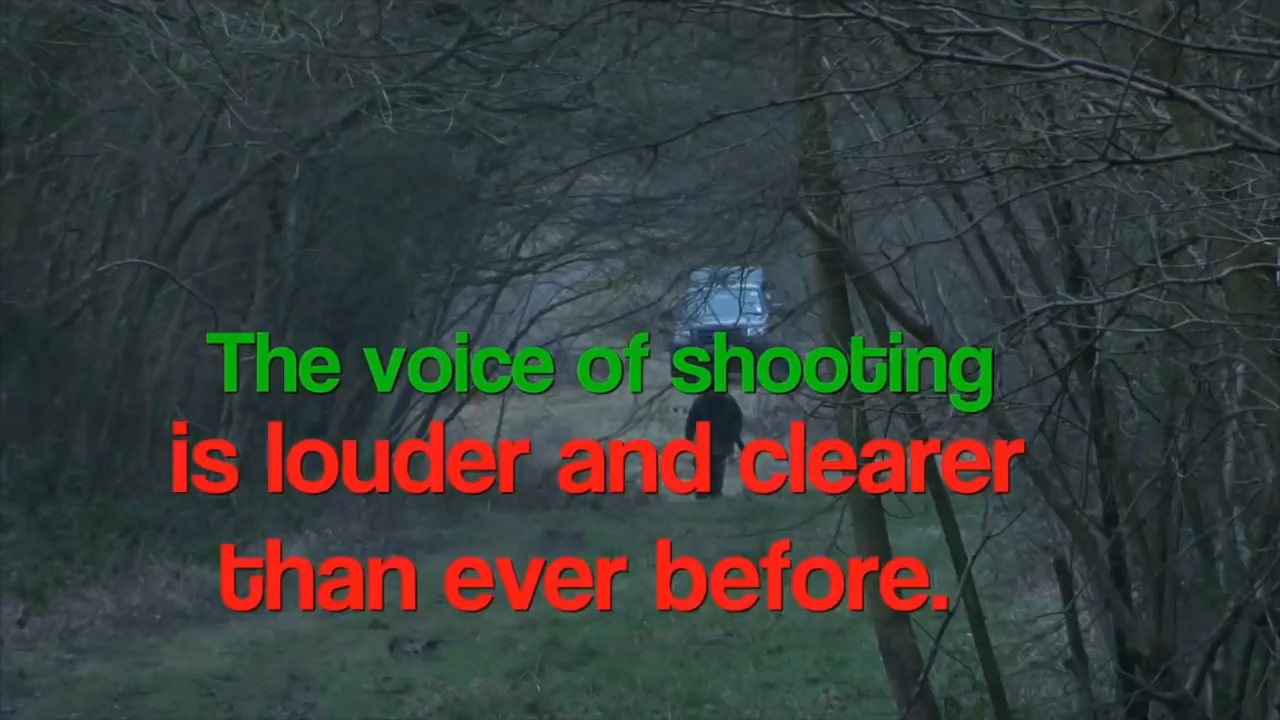 The voice of shooting
is louder and clearer
than ever before.